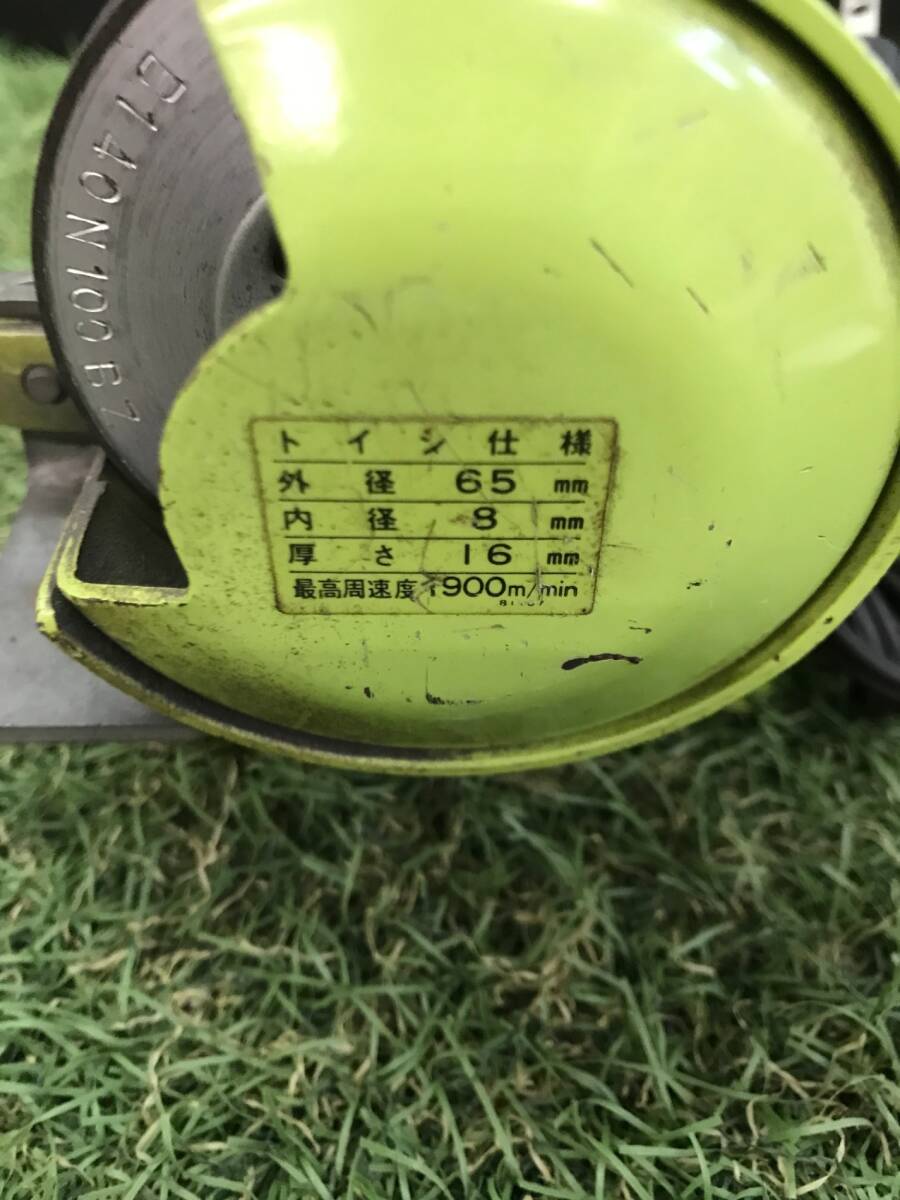 D140N100B7
トイシ仕様
外径 65 mm
内径 8 mm
厚さ 16 mm
最高周速度 1900m/min